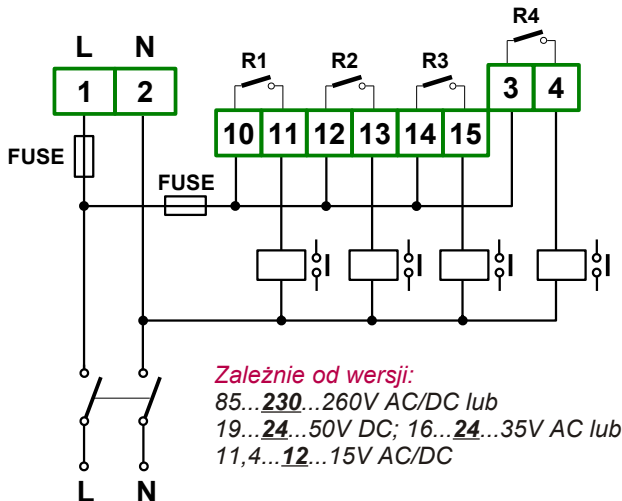 R4
L N
R1 R2 R3
1 2
3 4
10 11 12 13 14 15
FUSE
FUSE
I I I I
Zależnie od wersji:
85...230...260V AC/DC lub
19...24...50V DC; 16...24...35V AC lub
11,4...12...15V AC/DC
L N